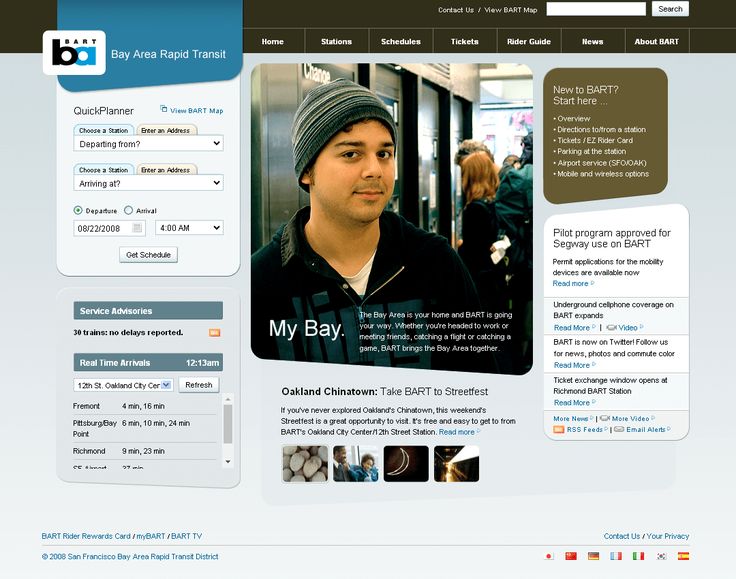 Contact Us / View BART Map
Search
BART
ba
Bay Area Rapid Transit
Home
Stations
Schedules
Tickets
Rider Guide
News
About BART
QuickPlanner
View BART Map
Choose a Station
Enter an Address
Departing from?
Choose a Station
Enter an Address
Arriving at?
Departure
Arrival
08/22/2008
4:00 AM
Get Schedule
Service Advisories
30 trains: no delays reported.
Real Time Arrivals
12:13am
12th St. Oakland City Cer
Refresh
Fremont 4 min, 16 min
Pittsburg/Bay 6 min, 10 min, 24 min
Point
Richmond 9 min, 23 min
SF Airport 37 min
Change
My Bay.
The Bay Area is your home and BART is going
your way. Whether you're headed to work or
meeting friends, catching a flight or catching a
game, BART brings the Bay Area together.
Oakland Chinatown: Take BART to Streetfest
If you've never explored Oakland's Chinatown, this weekend's
Streetfest is a great opportunity to visit. It's free and easy to get to from
BART's Oakland City Center/12th Street Station. Read more
New to BART?
Start here ...
• Overview
• Directions to/from a station
• Tickets / EZ Rider Card
• Parking at the station
• Airport service (SFO/OAK)
• Mobile and wireless options
Pilot program approved for
Segway use on BART
Permit applications for the mobility
devices are available now
Read more
Underground cellphone coverage on
BART expands
Read More | Video
BART is now on Twitter! Follow us
for news, photos and commute color
Read More
Ticket exchange window opens at
Richmond BART Station
Read More
More News | More Video
RSS Feeds | Email Alerts
BART Rider Rewards Card / myBART / BART TV
Contact Us / Your Privacy
© 2008 San Francisco Bay Area Rapid Transit District